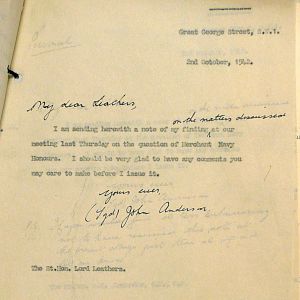 Personal
Great George Street, S.W.1.
2nd October, 1942.
My dear Leathers,
on the matters discussed
I am sending herewith a note of my finding at our
meeting last Thursday on the question of Merchant Navy
Honours. I should be very glad to have any comments you
may care to make before I issue it.
Yours ever
(Sgd) John Anderson
The Rt.Hon. Lord Leathers.